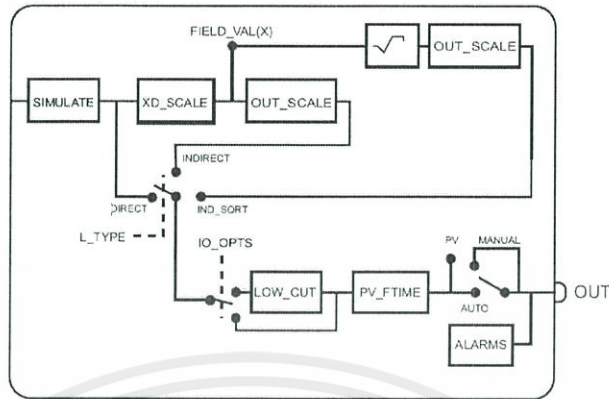 FIELD_VAL(X)
OUT_SCALE
SIMULATE
XD_SCALE
OUT_SCALE
INDIRECT
DIRECT
IND_SQRT
L_TYPE
IO_OPTS
PV
MANUAL
LOW_CUT
PV_FTIME
OUT
AUTO
ALARMS